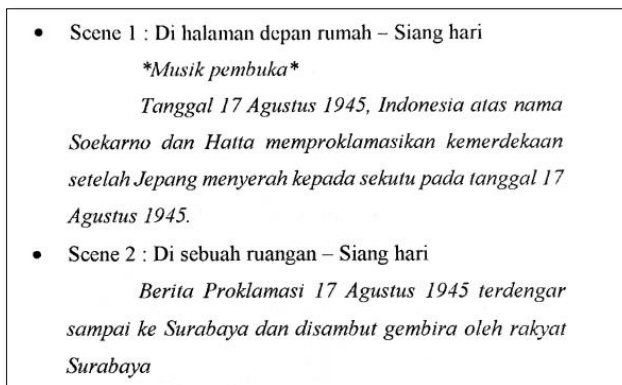 • Scene 1 : Di halaman depan rumah – Siang hari
*Musik pembuka*
Tanggal 17 Agustus 1945, Indonesia atas nama
Soekarno dan Hatta memproklamasikan kemerdekaan
setelah Jepang menyerah kepada sekutu pada tanggal 17
Agustus 1945.
• Scene 2 : Di sebuah ruangan – Siang hari
Berita Proklamasi 17 Agustus 1945 terdengar
sampai ke Surabaya dan disambut gembira oleh rakyat
Surabaya